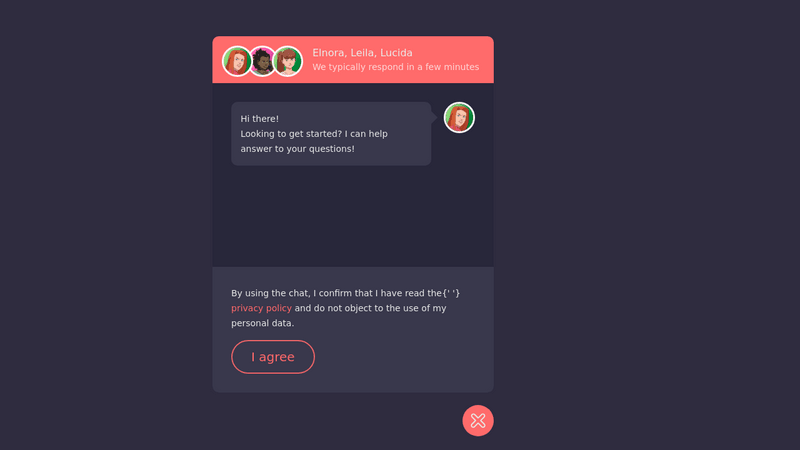 Elnora, Leila, Lucida
We typically respond in a few minutes
Hi there!
Looking to get started? I can help
answer to your questions!
By using the chat, I confirm that I have read the{' '}
privacy policy and do not object to the use of my
personal data.
I agree